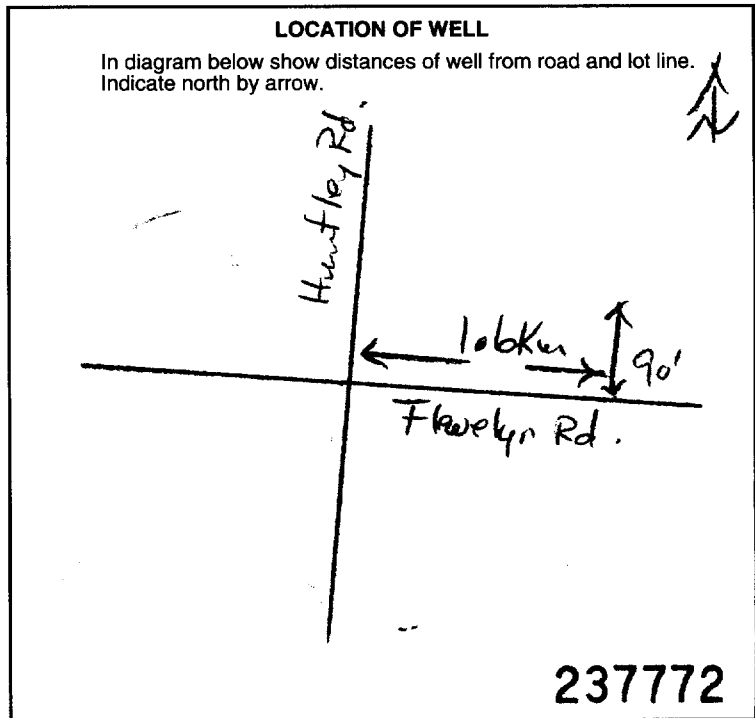 LOCATION OF WELL
In diagram below show distances of well from road and lot line.
Indicate north by arrow.
N
Huntley Rd.
1.6Km
90'
Flewelyn Rd.
237772